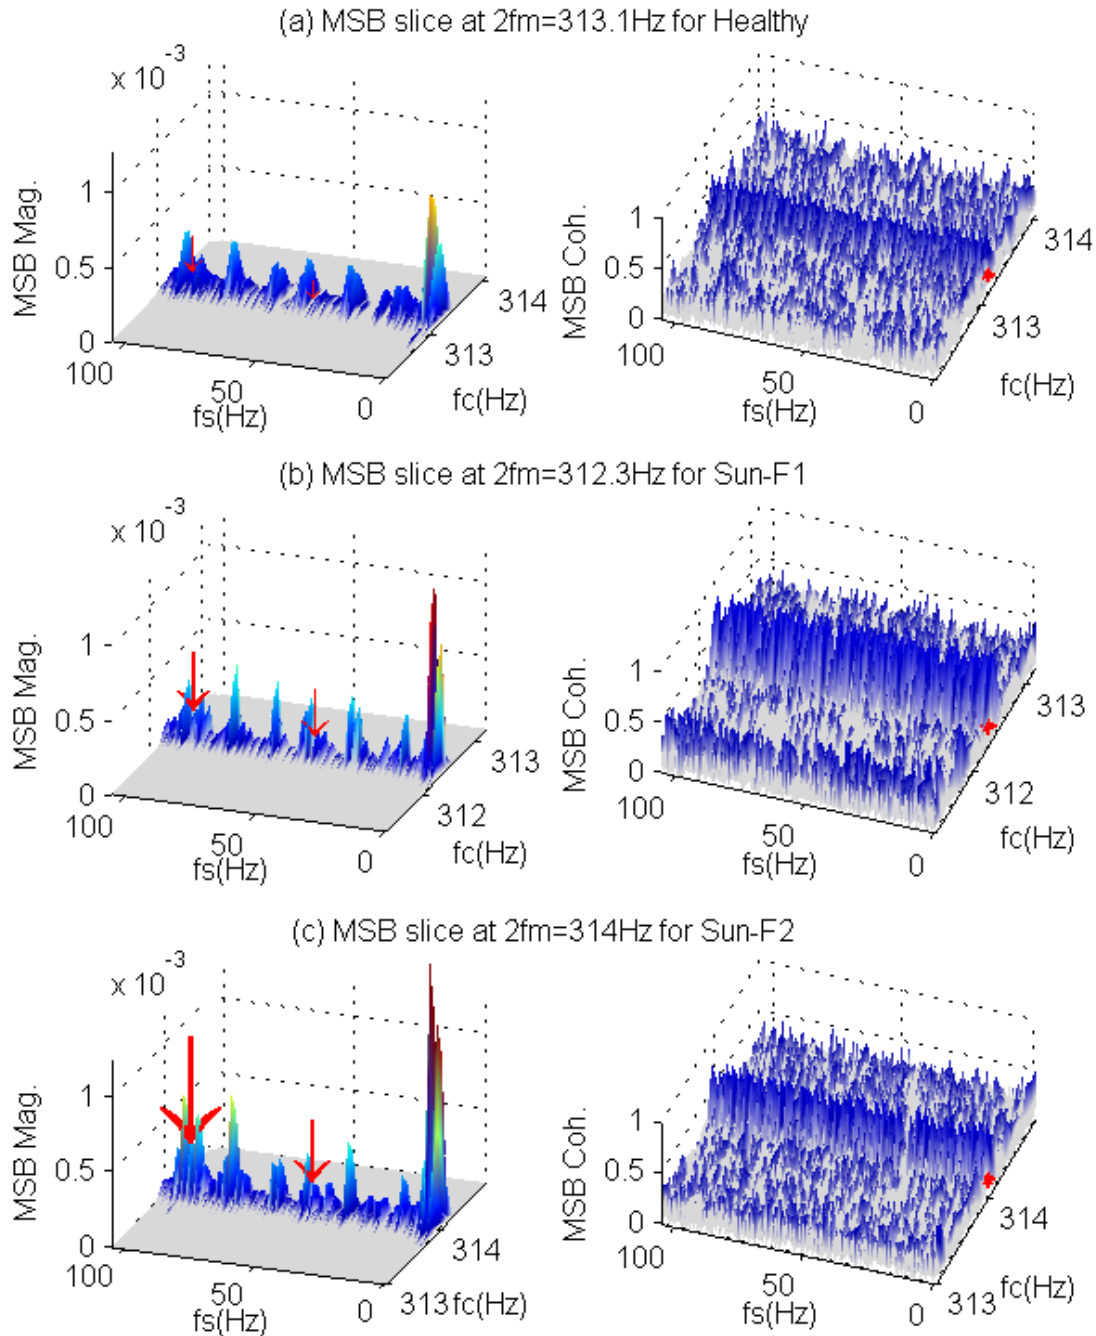 (a) MSB slice at 2fm=313.1Hz for Healthy
x 10-3
MSB Mag.
1
0.5
0
100
50
0
fs(Hz)
313
314
fc(Hz)
MSB Coh.
1
0.5
0
100
50
0
fs(Hz)
313
314
fc(Hz)
(b) MSB slice at 2fm=312.3Hz for Sun-F1
x 10-3
MSB Mag.
1
0.5
0
100
50
0
fs(Hz)
312
313
fc(Hz)
MSB Coh.
1
0.5
0
100
50
0
fs(Hz)
312
313
fc(Hz)
(c) MSB slice at 2fm=314Hz for Sun-F2
x 10-3
MSB Mag.
1
0.5
0
100
50
0
fs(Hz)
313
314
fc(Hz)
MSB Coh.
1
0.5
0
100
50
0
fs(Hz)
313
314
fc(Hz)